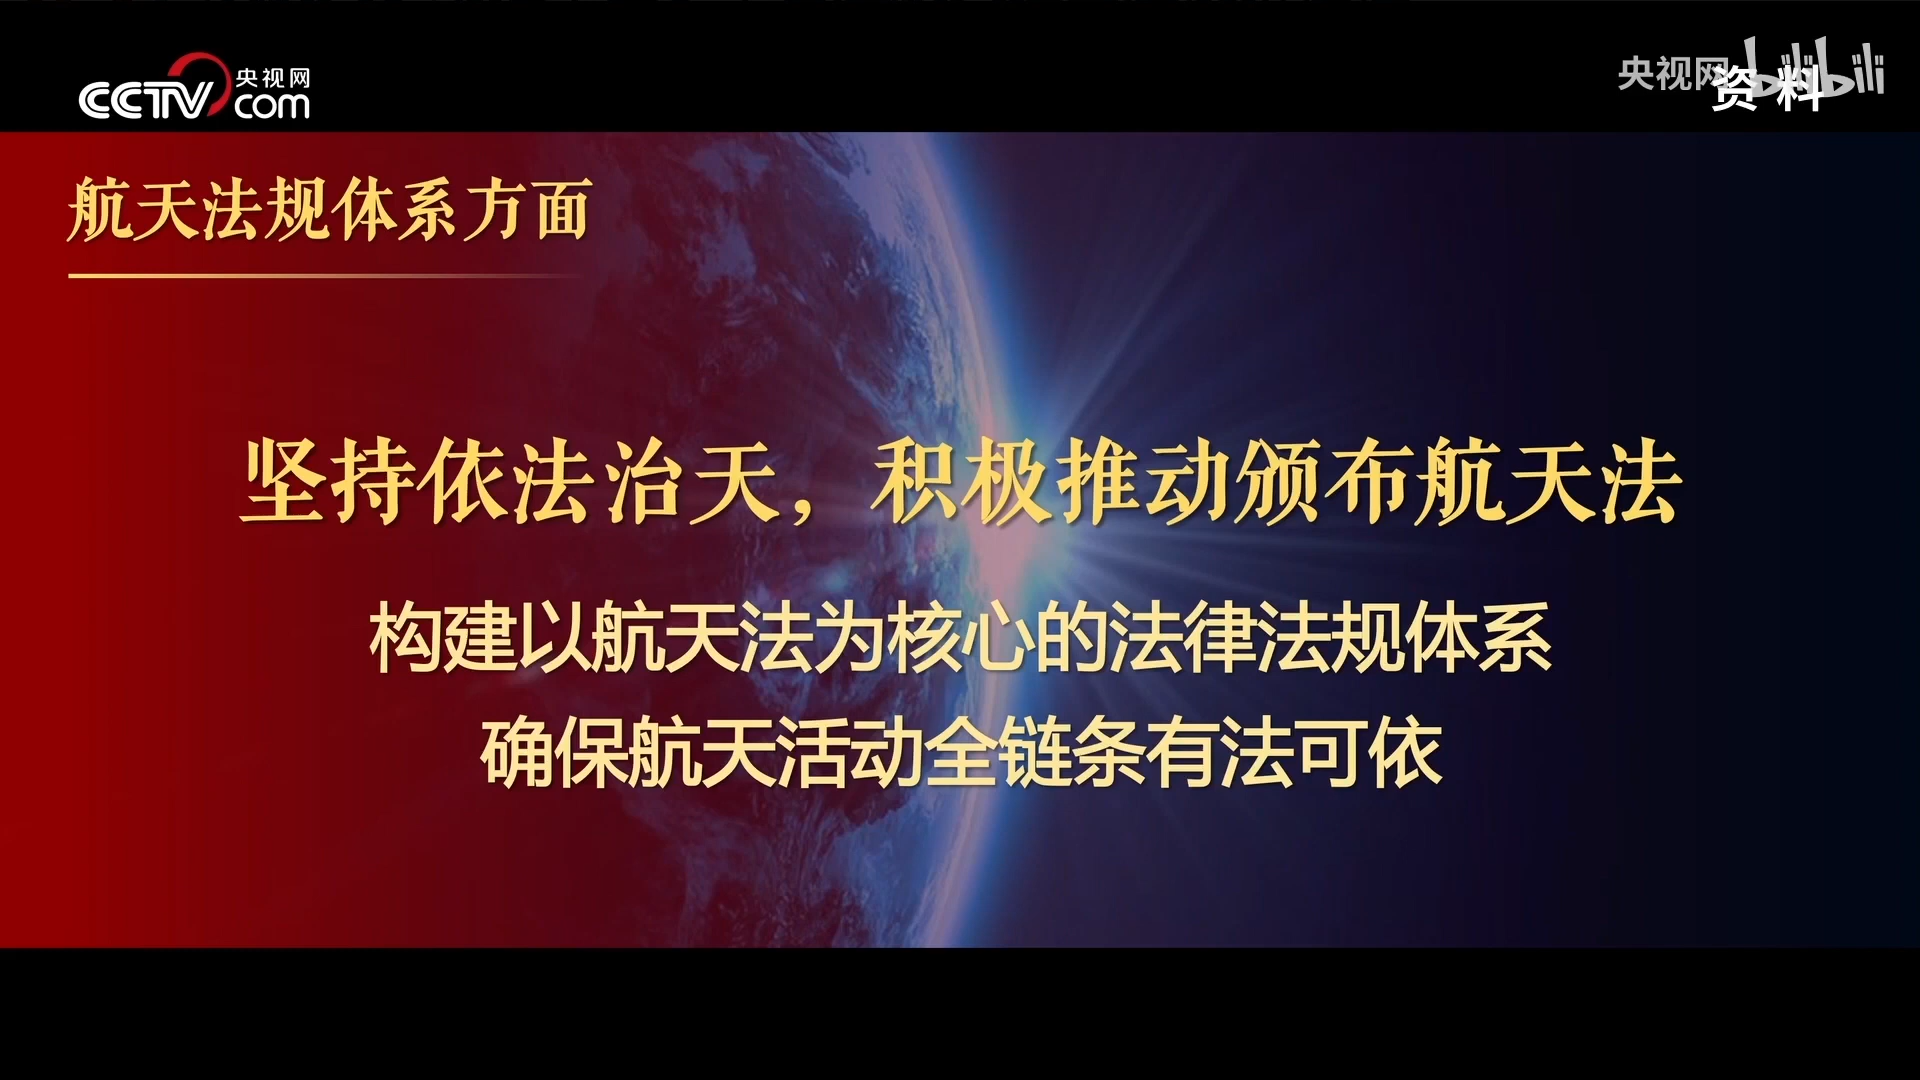 CCTV 央视网
com
央视网 bilibili
资料
航天法规体系方面
坚持依法治天，积极推动颁布航天法
构建以航天法为核心的法律法规体系
确保航天活动全链条有法可依